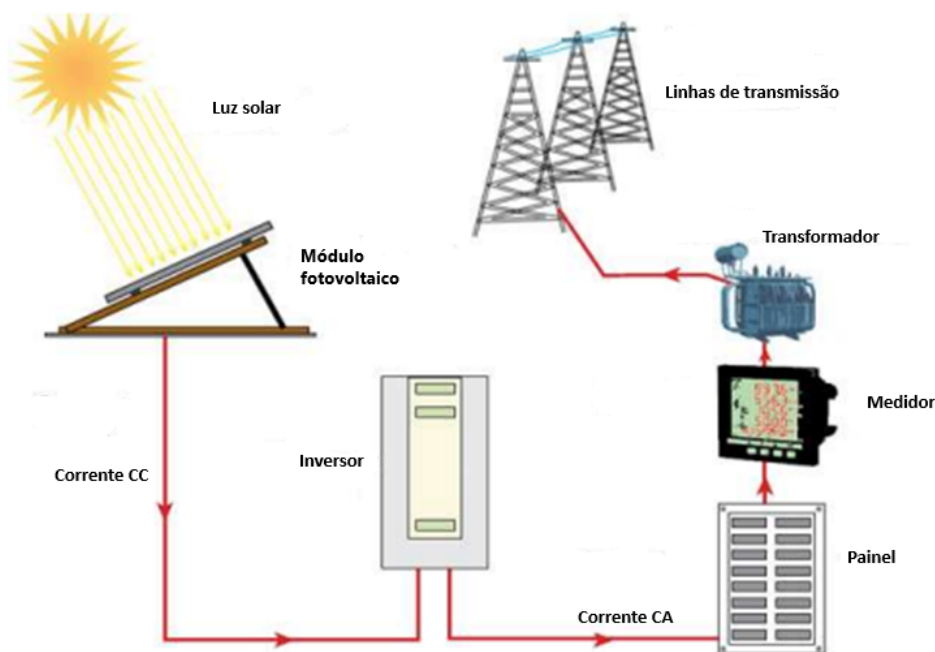 Luz solar
Linhas de transmissão
Módulo
fotovoltaico
Transformador
Medidor
Corrente CC
Inversor
Painel
Corrente CA